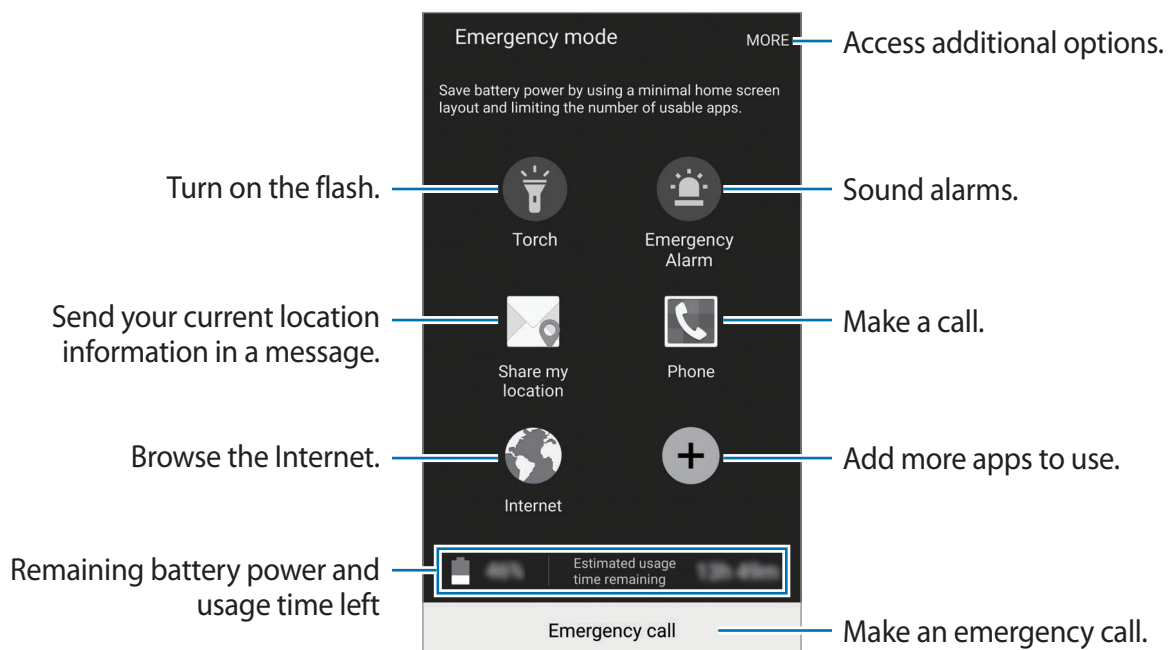 Emergency mode
MORE
Access additional options.
Save battery power by using a minimal home screen
layout and limiting the number of usable apps.
Turn on the flash.
Sound alarms.
Torch
Emergency
Alarm
Send your current location
information in a message.
Make a call.
Share my
location
Phone
Browse the Internet.
Add more apps to use.
Internet
Remaining battery power and
usage time left
Estimated usage
time remaining
Emergency call
Make an emergency call.